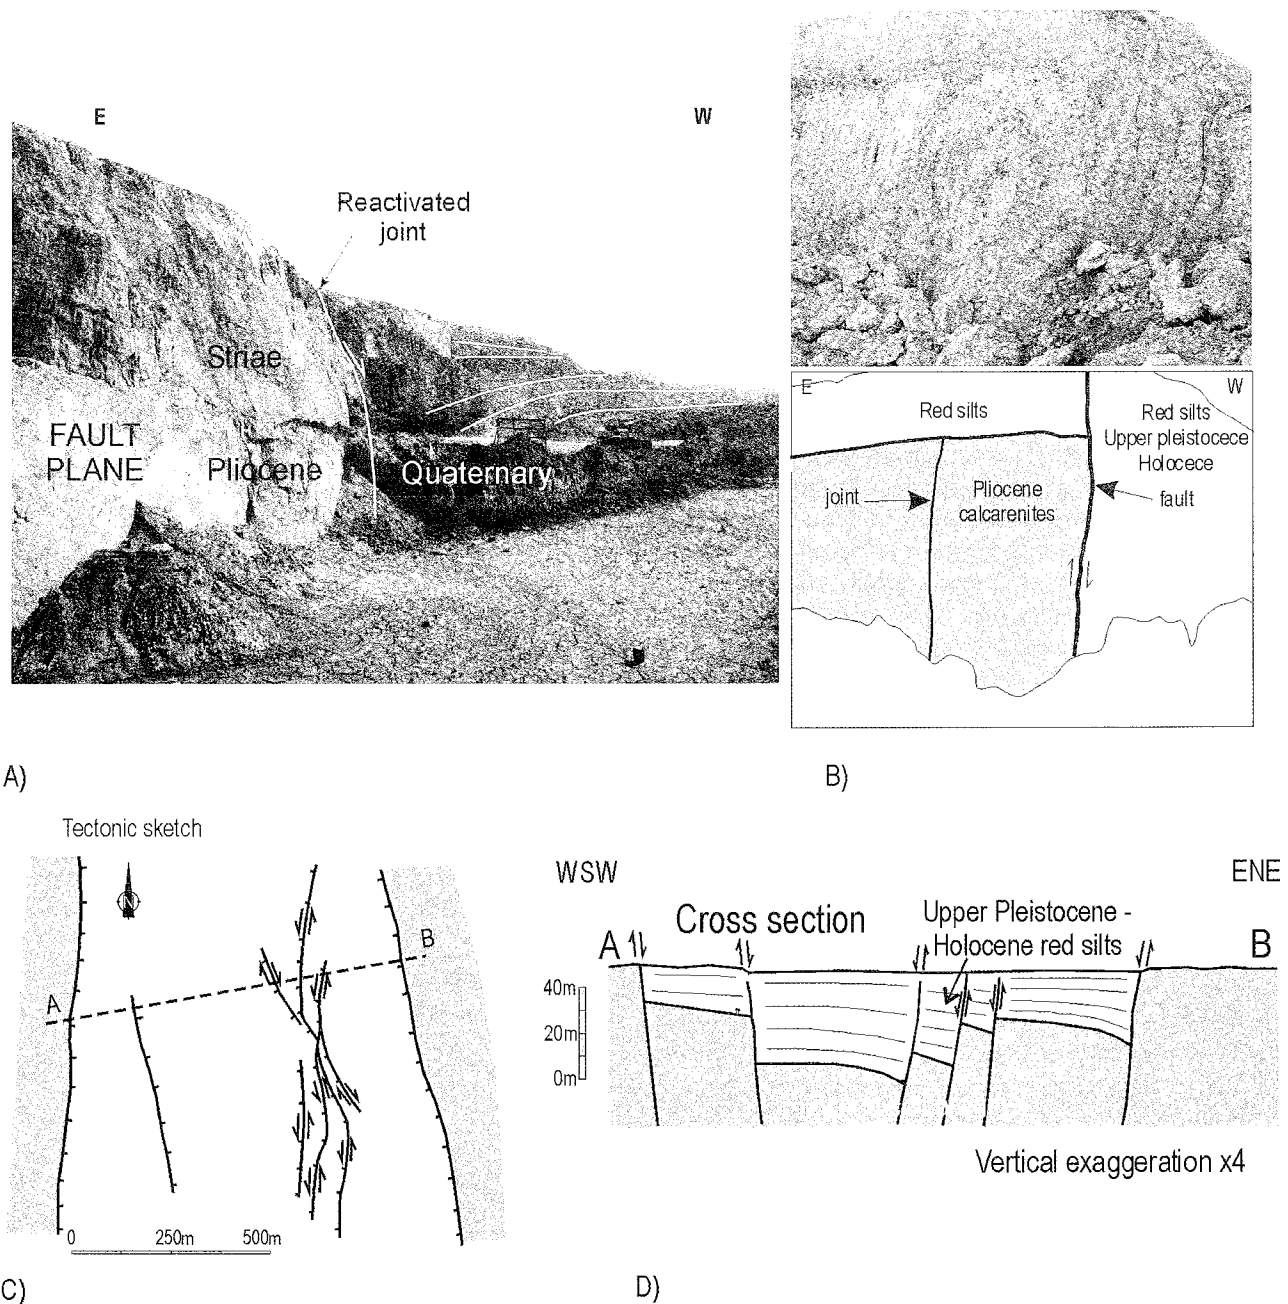 E
W
Reactivated
joint
Striae
FAULT
PLANE
Pliocene
Quaternary
A)
E
W
Red silts
Red silts
Upper pleistocece
Holocece
joint
Pliocene
calcarenites
fault
B)
Tectonic sketch
N
A
B
0 250m 500m
C)
WSW
ENE
Cross section
Upper Pleistocene -
Holocene red silts
A
B
40m
20m
0m
Vertical exaggeration x4
D)